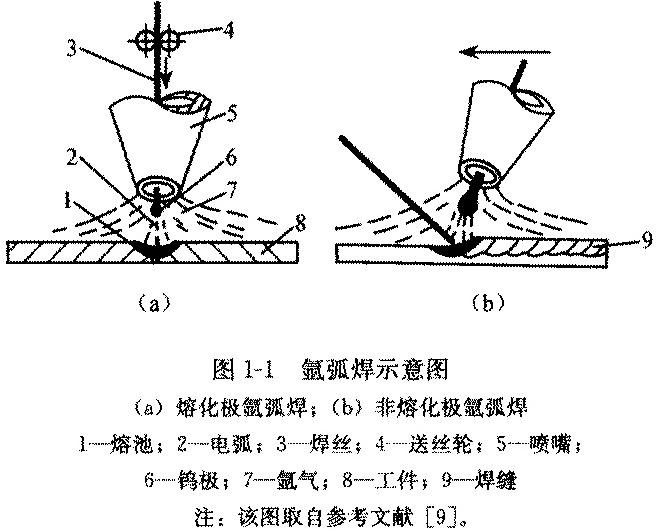 3
4
5
2
6
1
7
8
9
(a)
(b)
图 1-1 氩弧焊示意图
(a) 熔化极氩弧焊；(b) 非熔化极氩弧焊
1—熔池；2—电弧；3—焊丝；4—送丝轮；5—喷嘴；
6—钨极；7—氩气；8—工件；9—焊缝
注：该图取自参考文献 [9]。